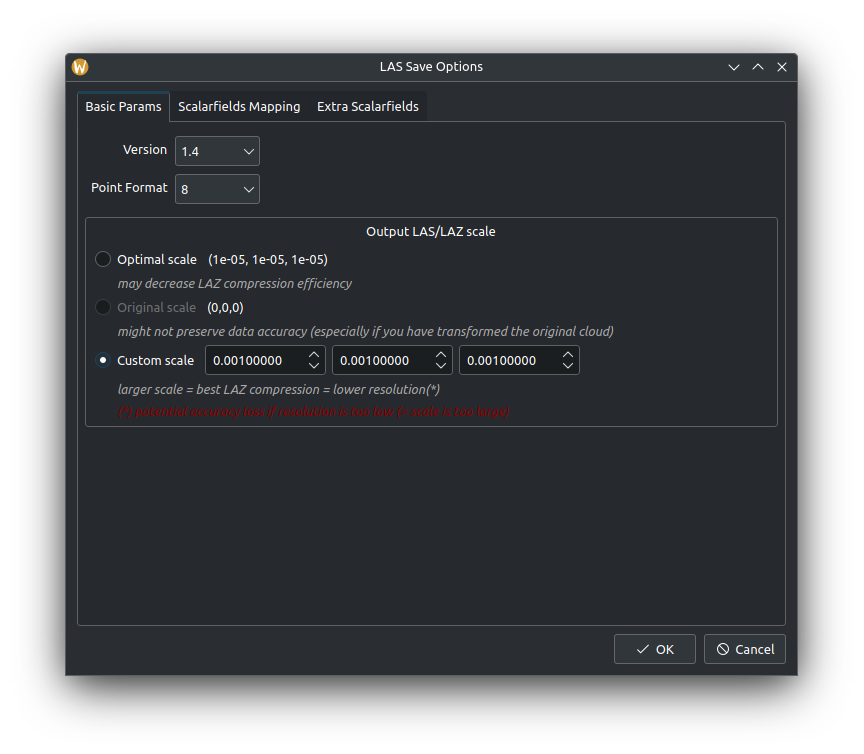 LAS Save Options
Basic Params Scalarfields Mapping Extra Scalarfields
Version 1.4
Point Format 8
Output LAS/LAZ scale
Optimal scale (1e-05, 1e-05, 1e-05)
may decrease LAZ compression efficiency
Original scale (0,0,0)
might not preserve data accuracy (especially if you have transformed the original cloud)
Custom scale 0.00100000 0.00100000 0.00100000
larger scale = best LAZ compression = lower resolution(*)
(*) potential accuracy loss if resolution is too low (= scale is too large)
OK Cancel